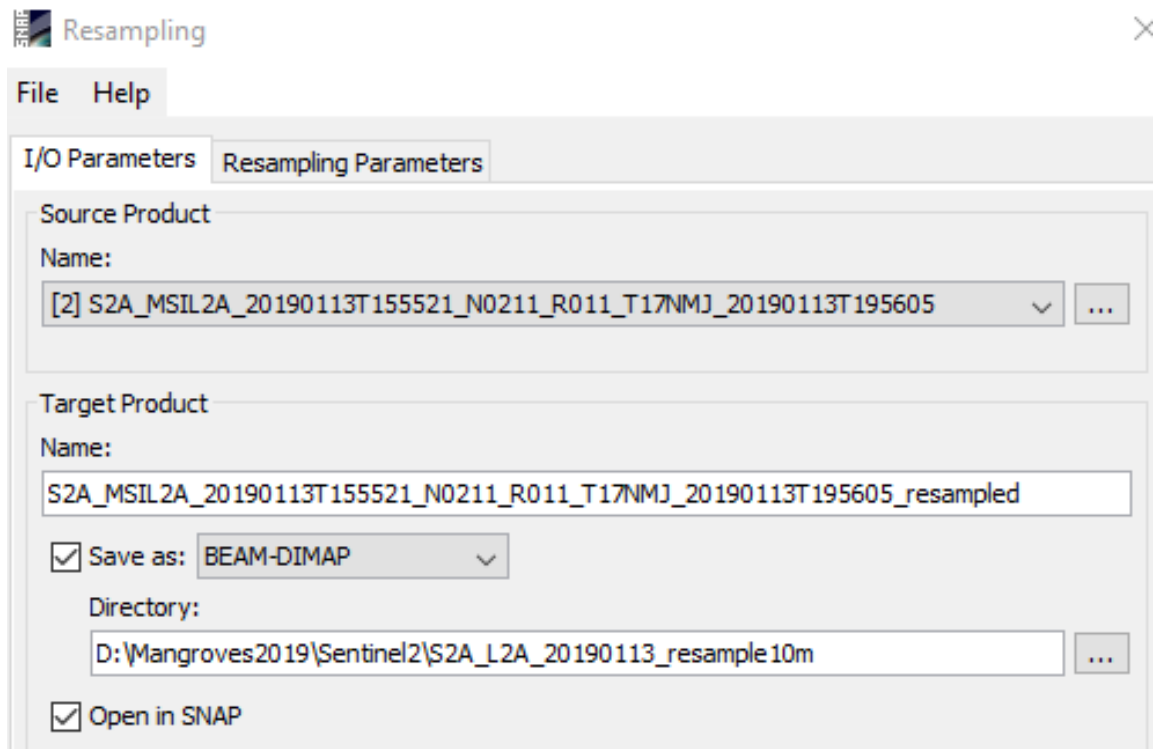 SNAP
Resampling
File Help
I/O Parameters Resampling Parameters
Source Product
Name:
[2] S2A_MSIL2A_20190113T155521_N0211_R011_T17NMJ_20190113T195605 ...
Target Product
Name:
S2A_MSIL2A_20190113T155521_N0211_R011_T17NMJ_20190113T195605_resampled
Save as: BEAM-DIMAP
Directory:
D:\Mangroves2019\Sentinel2\S2A_L2A_20190113_resample10m ...
Open in SNAP